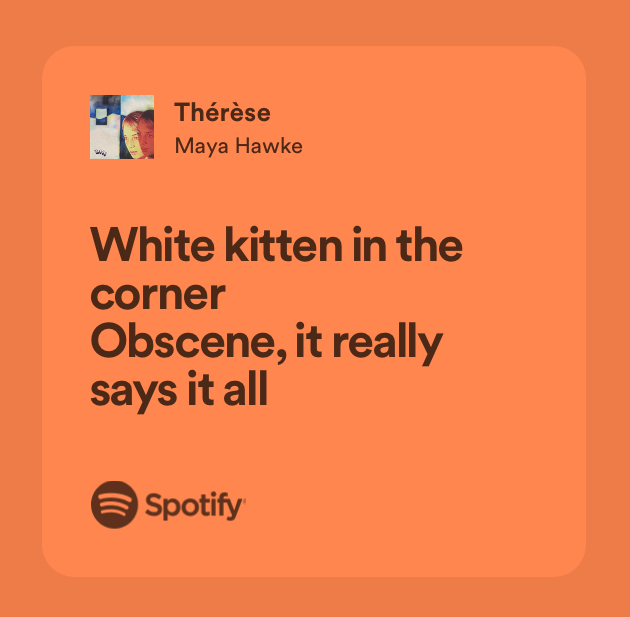 Thérèse
Maya Hawke
White kitten in the
corner
Obscene, it really
says it all
Spotify